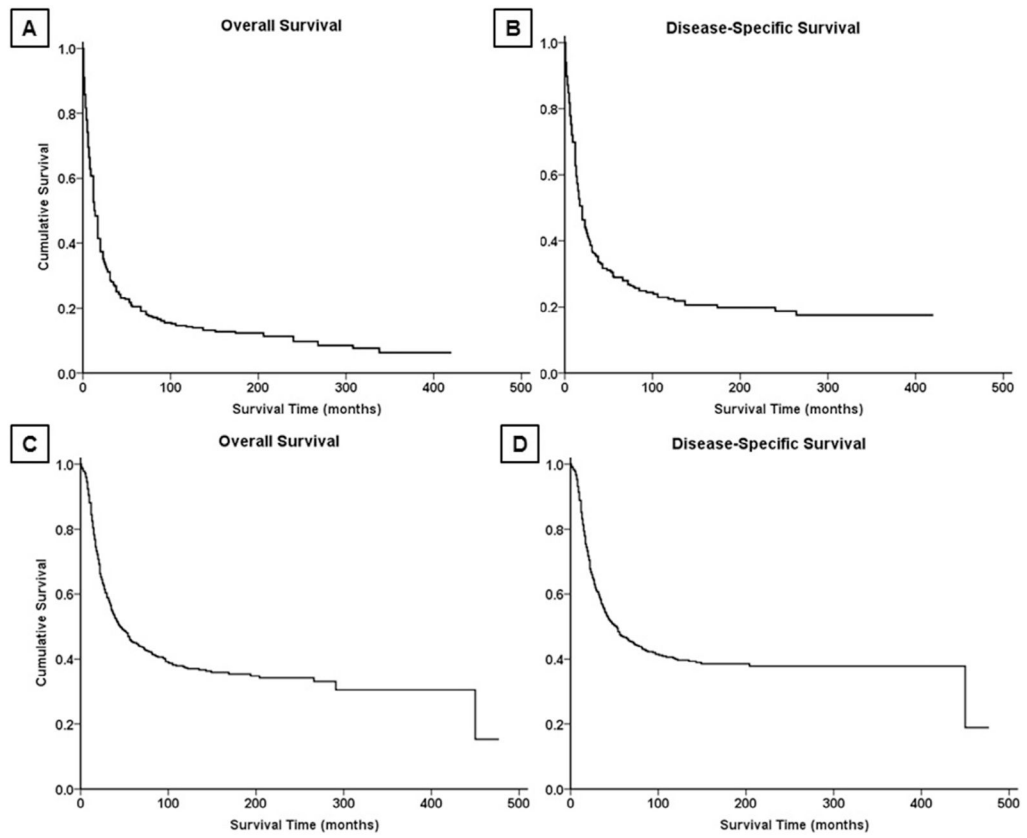 A
Overall Survival
Cumulative Survival
1.0
0.8
0.6
0.4
0.2
0.0
0 100 200 300 400 500
Survival Time (months)
B
Disease-Specific Survival
1.0
0.8
0.6
0.4
0.2
0.0
0 100 200 300 400 500
Survival Time (months)
C
Overall Survival
Cumulative Survival
1.0
0.8
0.6
0.4
0.2
0.0
0 100 200 300 400 500
Survival Time (months)
D
Disease-Specific Survival
1.0
0.8
0.6
0.4
0.2
0.0
0 100 200 300 400 500
Survival Time (months)